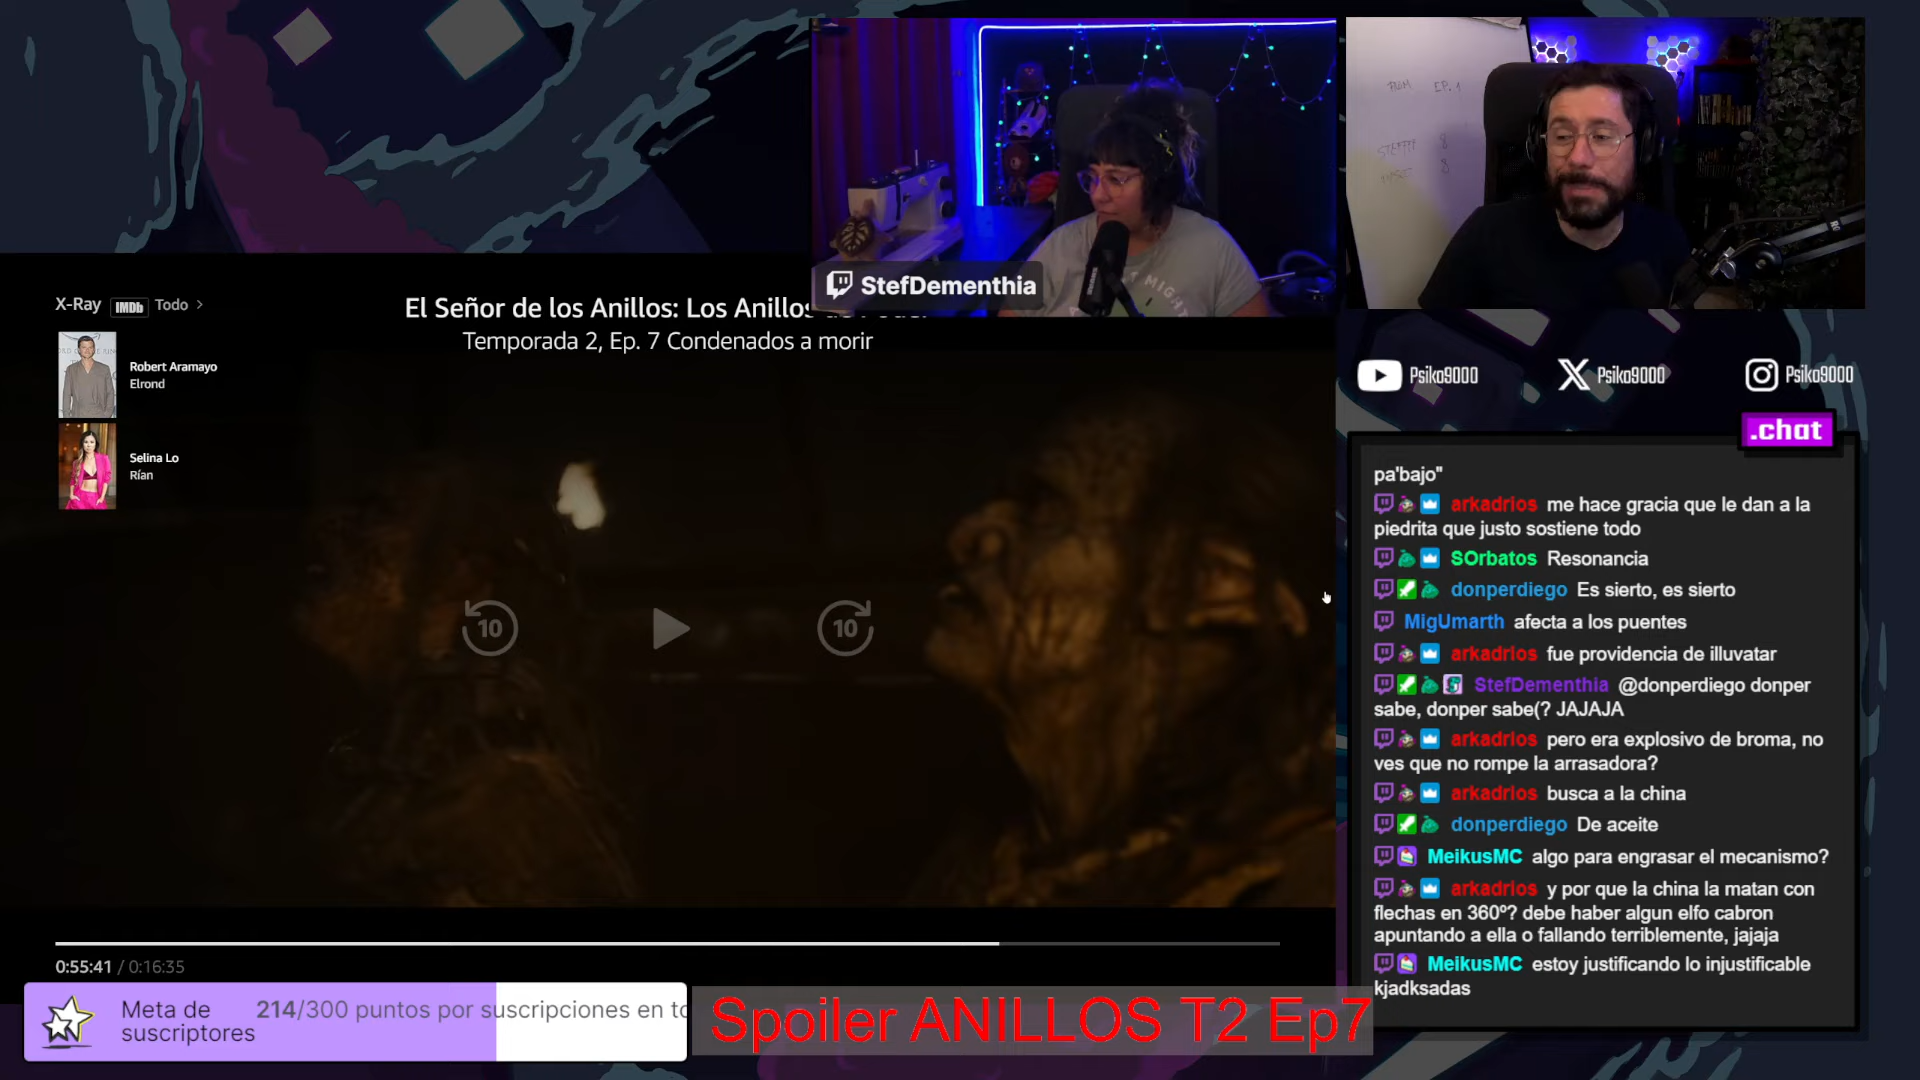 X-Ray IMDb Todo >
Robert Aramayo
Elrond
Selina Lo
Rían
El Señor de los Anillos: Los Anillos de Poder
Temporada 2, Ep. 7 Condenados a morir
10
10
0:55:41 / 0:16:35
Meta de suscriptores
214/300 puntos por suscripciones en to
Spoiler ANILLOS T2 Ep7
StefDementhia
EP. 1
8
8
Psiko9000
Psiko9000
Psiko9000
.chat
pa'bajo"
arkadrios me hace gracia que le dan a la
piedrita que justo sostiene todo
SOrbatos Resonancia
donperdiego Es sierto, es sierto
MigUmarth afecta a los puentes
arkadrios fue providencia de illuvatar
StefDementhia @donperdiego donper
sabe, donper sabe(? JAJAJA
arkadrios pero era explosivo de broma, no
ves que no rompe la arrasadora?
arkadrios busca a la china
donperdiego De aceite
MeikusMC algo para engrasar el mecanismo?
arkadrios y por que la china la matan con
flechas en 360º? debe haber algun elfo cabron
apuntando a ella o fallando terriblemente, jajaja
MeikusMC estoy justificando lo injustificable
kjadksadas